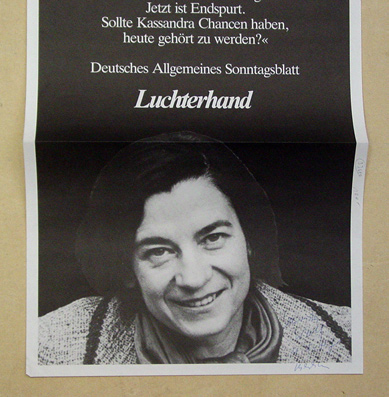 Jetzt ist Endspurt.
Sollte Kassandra Chancen haben,
heute gehört zu werden?«
Deutsches Allgemeines Sonntagsblatt
Luchterhand